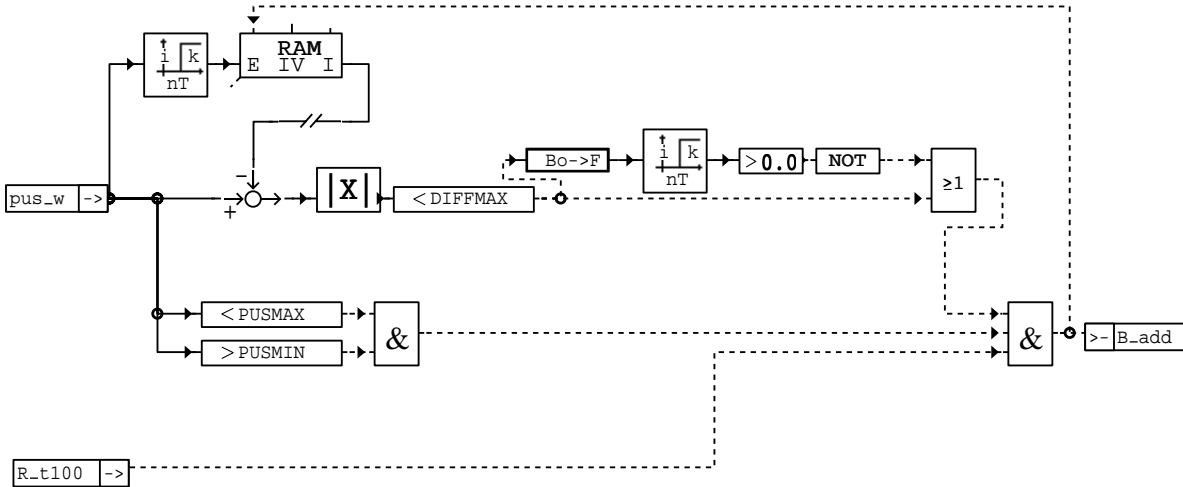 RAM
E IV I
i k
nT
Bo->F
i k
nT
>0.0
NOT
≥1
−
|X|
<DIFFMAX
pus_w ->
+
<PUSMAX
&
>PUSMIN
&
>- B_add
R_t100 ->